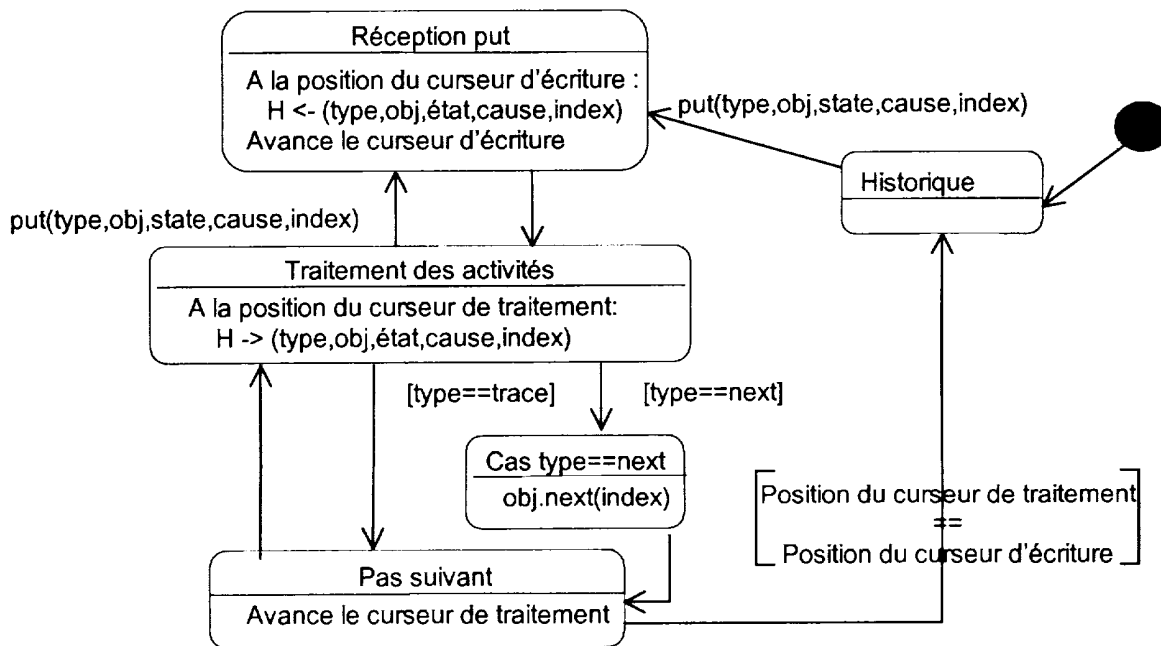 Réception put
A la position du curseur d'écriture :
H <- (type,obj,état,cause,index)
Avance le curseur d'écriture
put(type,obj,state,cause,index)
Historique
put(type,obj,state,cause,index)
Traitement des activités
A la position du curseur de traitement:
H -> (type,obj,état,cause,index)
[type==trace]
[type==next]
Cas type==next
obj.next(index)
Position du curseur de traitement
==
Position du curseur d'écriture
Pas suivant
Avance le curseur de traitement